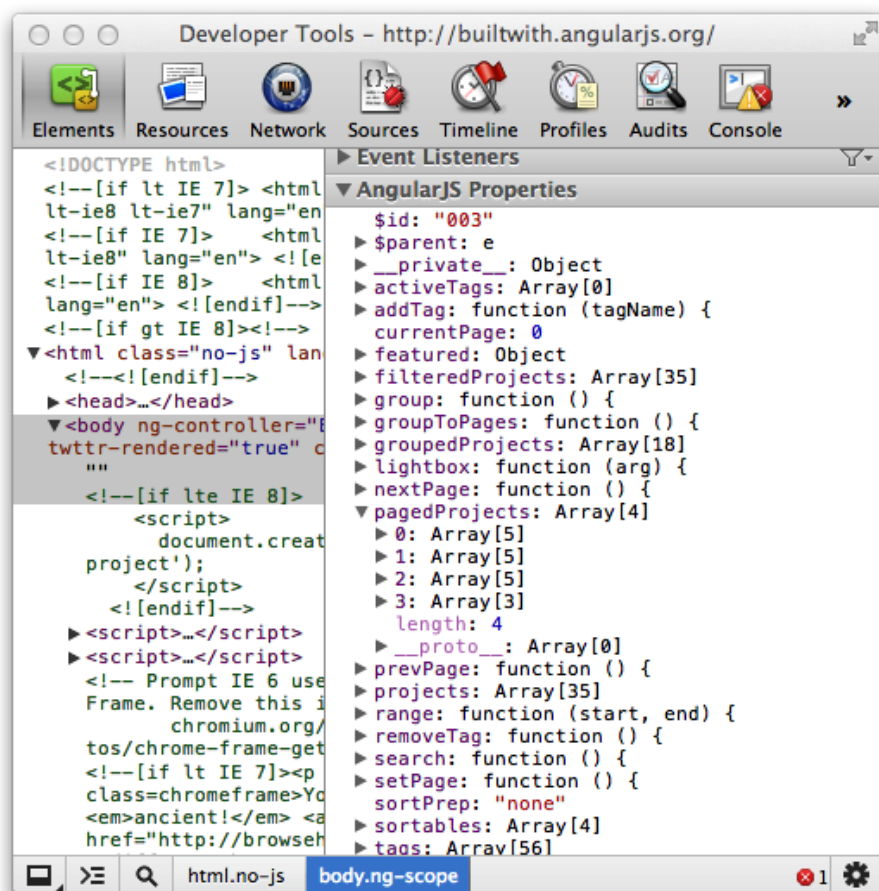 Developer Tools - http://builtwith.angularjs.org/
Elements Resources Network Sources Timeline Profiles Audits Console »
<!DOCTYPE html>
<!--[if lt IE 7]> <html
lt-ie8 lt-ie7" lang="en
<!--[if IE 7]> <html
lt-ie8" lang="en"> <![e
<!--[if IE 8]> <html
lang="en"> <![endif]-->
<!--[if gt IE 8]><!-->
▼<html class="no-js" lan
<!--<![endif]-->
▶<head>…</head>
▼<body ng-controller="
twttr-rendered="true" c
""
<!--[if lte IE 8]>
<script>
document.creat
project');
</script>
<![endif]-->
▶<script>…</script>
▶<script>…</script>
<!-- Prompt IE 6 use
Frame. Remove this i
chromium.org/
tos/chrome-frame-get
<!--[if lt IE 7]><p
class=chromeframe>Yo
<em>ancient!</em> <a
href="http://browseh
▶Event Listeners
▼AngularJS Properties
$id: "003"
▶$parent: e
▶__private__: Object
▶activeTags: Array[0]
▶addTag: function (tagName) {
currentPage: 0
▶featured: Object
▶filteredProjects: Array[35]
▶group: function () {
▶groupToPages: function () {
▶groupedProjects: Array[18]
▶lightbox: function (arg) {
▶nextPage: function () {
▼pagedProjects: Array[4]
▶0: Array[5]
▶1: Array[5]
▶2: Array[5]
▶3: Array[3]
length: 4
▶__proto__: Array[0]
▶prevPage: function () {
▶projects: Array[35]
▶range: function (start, end) {
▶removeTag: function () {
▶search: function () {
▶setPage: function () {
sortPrep: "none"
▶sortables: Array[4]
▶tags: Array[56]
html.no-js body.ng-scope 1